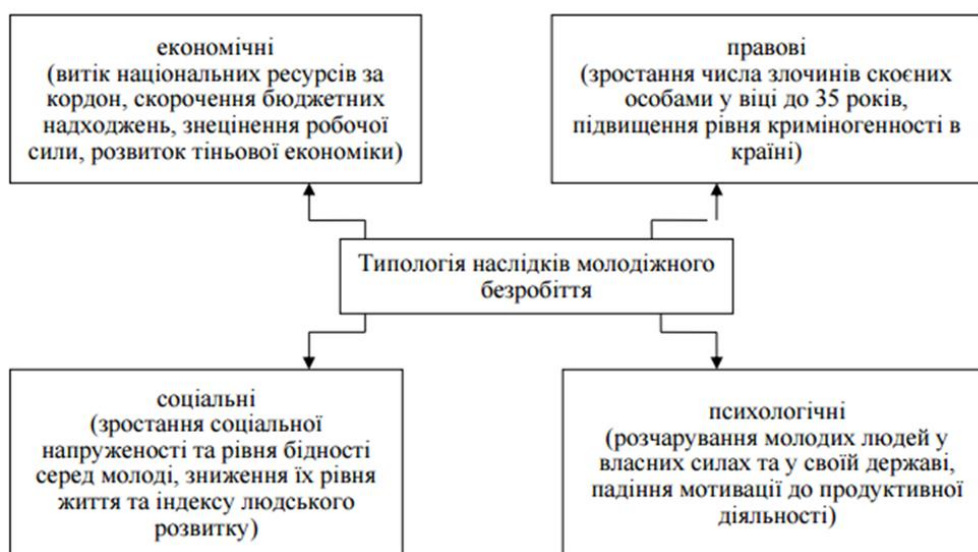 економічні
(витік національних ресурсів за
кордон, скорочення бюджетних
надходжень, знецінення робочої
сили, розвиток тіньової економіки)
правові
(зростання числа злочинів скоєних
особами у віці до 35 років,
підвищення рівня криміногенності в
країні)
Типологія наслідків молодіжного
безробіття
соціальні
(зростання соціальної
напруженості та рівня бідності
серед молоді, зниження їх рівня
життя та індексу людського
розвитку)
психологічні
(розчарування молодих людей у
власних силах та у своїй державі,
падіння мотивації до продуктивної
діяльності)